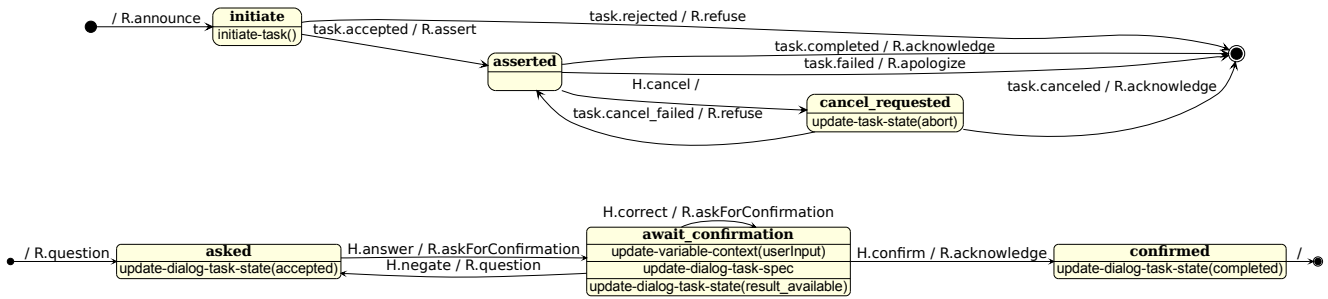 / R.announce
initiate
initiate-task()
task.rejected / R.refuse
task.accepted / R.assert
asserted
task.completed / R.acknowledge
task.failed / R.apologize
H.cancel /
cancel_requested
update-task-state(abort)
task.canceled / R.acknowledge
task.cancel_failed / R.refuse
H.correct / R.askForConfirmation
/ R.question
asked
update-dialog-task-state(accepted)
H.answer / R.askForConfirmation
H.negate / R.question
await_confirmation
update-variable-context(userInput)
update-dialog-task-spec
update-dialog-task-state(result_available)
H.confirm / R.acknowledge
confirmed
update-dialog-task-state(completed)
/